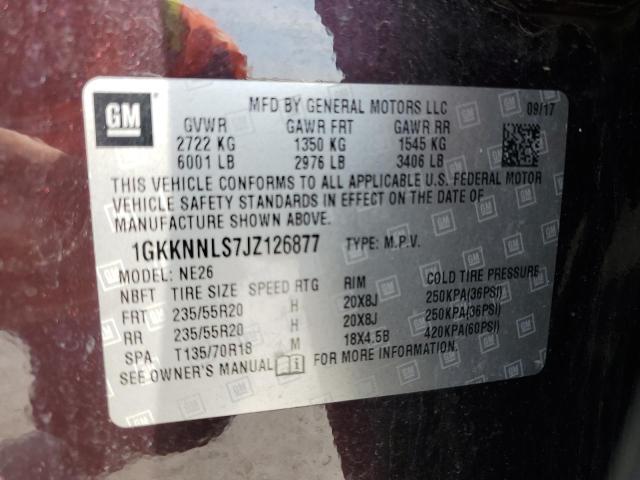 GM
MFD BY GENERAL MOTORS LLC 09/17
GVWR GAWR FRT GAWR RR
2722 KG 1350 KG 1545 KG
6001 LB 2976 LB 3406 LB
THIS VEHICLE CONFORMS TO ALL APPLICABLE U.S. FEDERAL MOTOR
VEHICLE SAFETY STANDARDS IN EFFECT ON THE DATE OF
MANUFACTURE SHOWN ABOVE.
1GKKNNLS7JZ126877 TYPE: M.P.V.
MODEL: NE26
NBFT TIRE SIZE SPEED RTG RIM COLD TIRE PRESSURE
FRT 235/55R20 H 20X8J 250KPA(36PSI)
RR 235/55R20 H 20X8J 250KPA(36PSI)
SPA T135/70R18 M 18X4.5B 420KPA(60PSI)
SEE OWNER'S MANUAL FOR MORE INFORMATION.